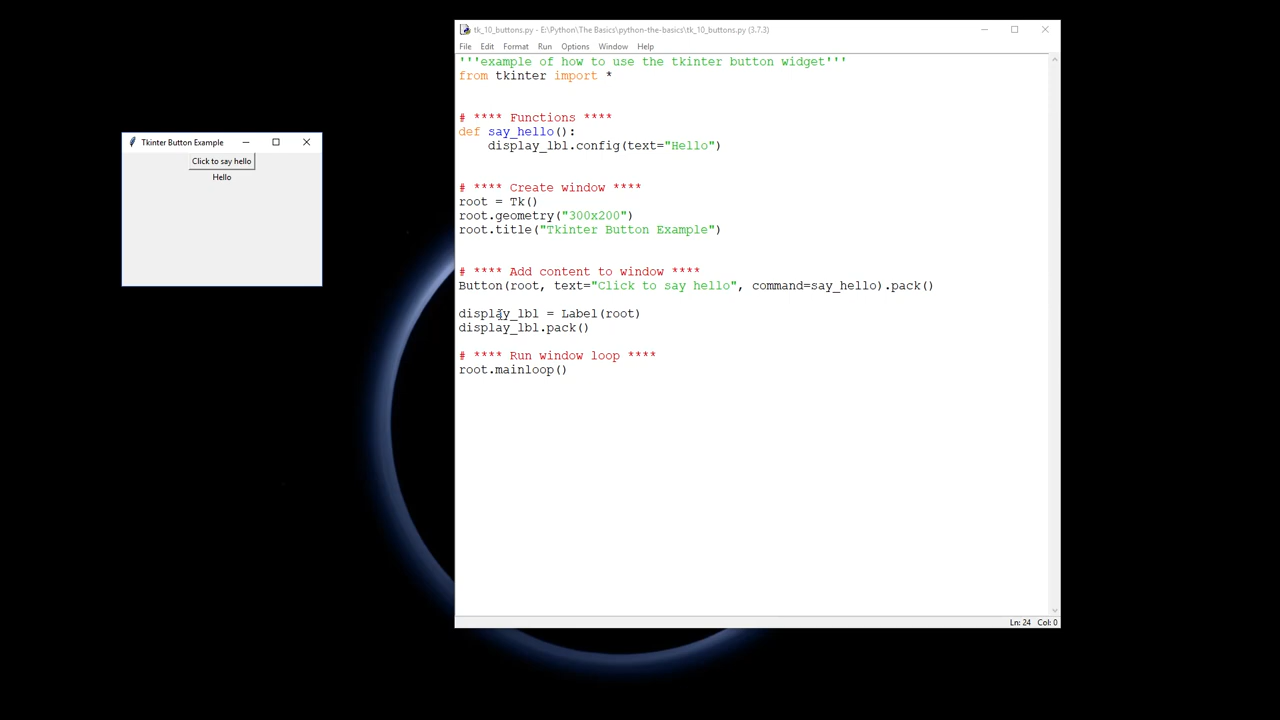 tk_10_buttons.py - E:\Python\The Basics\python-the-basics\tk_10_buttons.py (3.7.3)
File Edit Format Run Options Window Help
'''example of how to use the tkinter button widget'''
from tkinter import *
# **** Functions ****
def say_hello():
    display_lbl.config(text="Hello")
# **** Create window ****
root = Tk()
root.geometry("300x200")
root.title("Tkinter Button Example")
# **** Add content to window ****
Button(root, text="Click to say hello", command=say_hello).pack()
display_lbl = Label(root)
display_lbl.pack()
# **** Run window loop ****
root.mainloop()
Ln: 24 Col: 0
Tkinter Button Example
Click to say hello
Hello